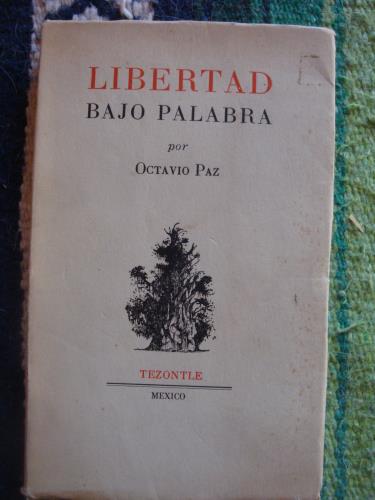 LIBERTAD
BAJO PALABRA
por
OCTAVIO PAZ
TEZONTLE
MEXICO